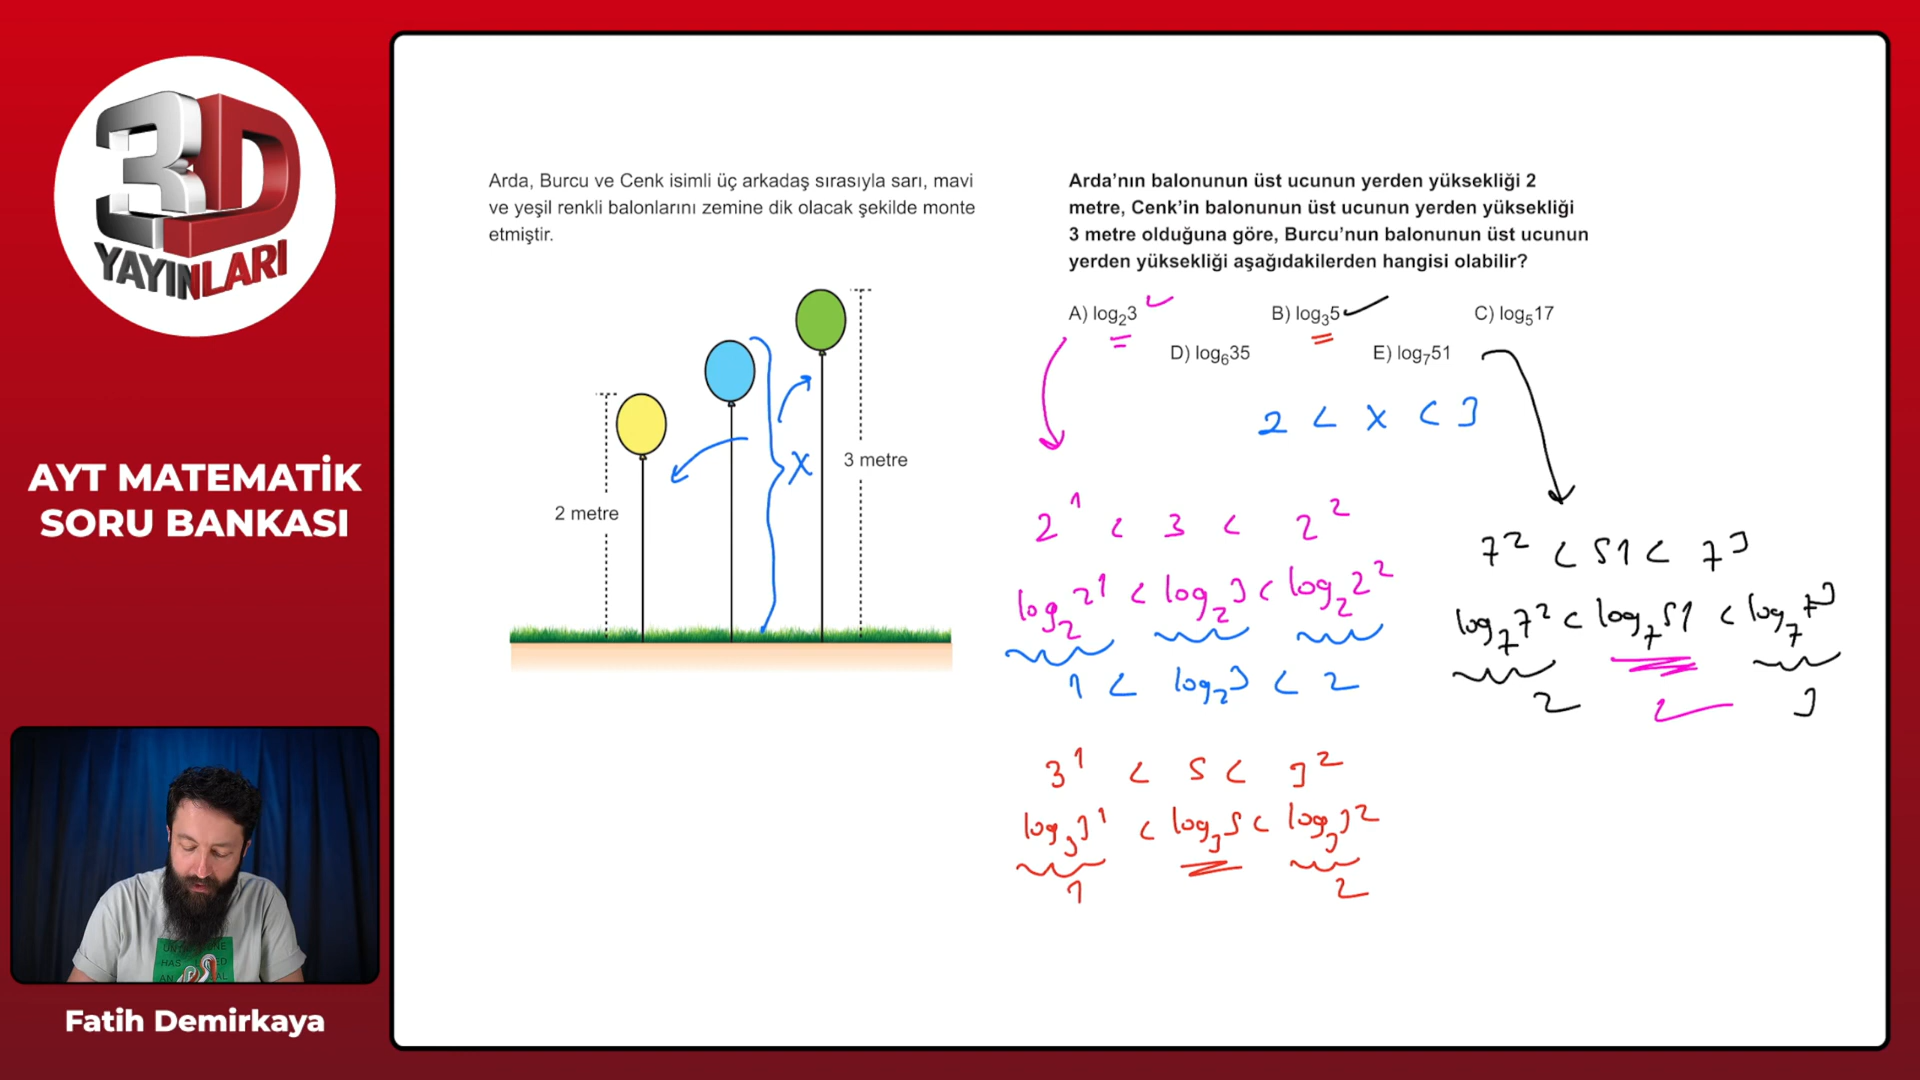 3D
YAYINLARI
AYT MATEMATİK
SORU BANKASI
Fatih Demirkaya
Arda, Burcu ve Cenk isimli üç arkadaş sırasıyla sarı, mavi
ve yeşil renkli balonlarını zemine dik olacak şekilde monte
etmiştir.
2 metre
x
3 metre
Arda’nın balonunun üst ucunun yerden yüksekliği 2
metre, Cenk’in balonunun üst ucunun yerden yüksekliği
3 metre olduğuna göre, Burcu’nun balonunun üst ucunun
yerden yüksekliği aşağıdakilerden hangisi olabilir?
A) log₂3 B) log₃5 C) log₅17
D) log₆35 E) log₇51
2 < x < 3
2¹ < 3 < 2²
log₂2¹ < log₂3 < log₂2²
1 < log₂3 < 2
3¹ < 5 < 3²
log₃3¹ < log₃5 < log₃3²
1 2
7² < 51 < 7³
log₇7² < log₇51 < log₇7³
2 3